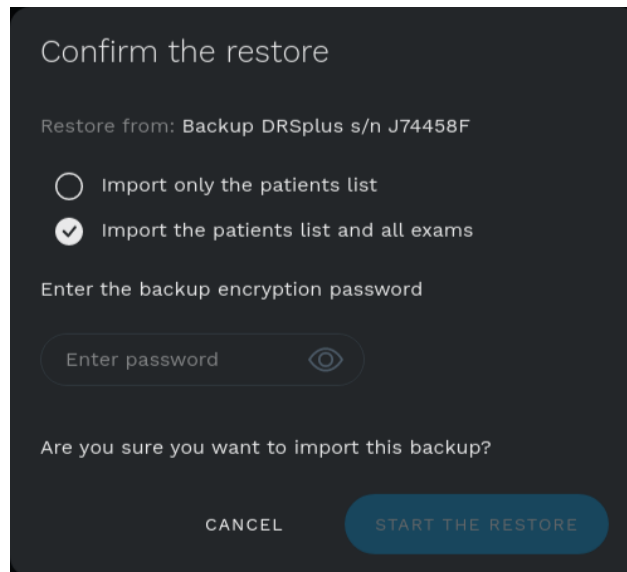 Confirm the restore
Restore from: Backup DRSplus s/n J74458F
Import only the patients list
Import the patients list and all exams
Enter the backup encryption password
Enter password
Are you sure you want to import this backup?
CANCEL
START THE RESTORE